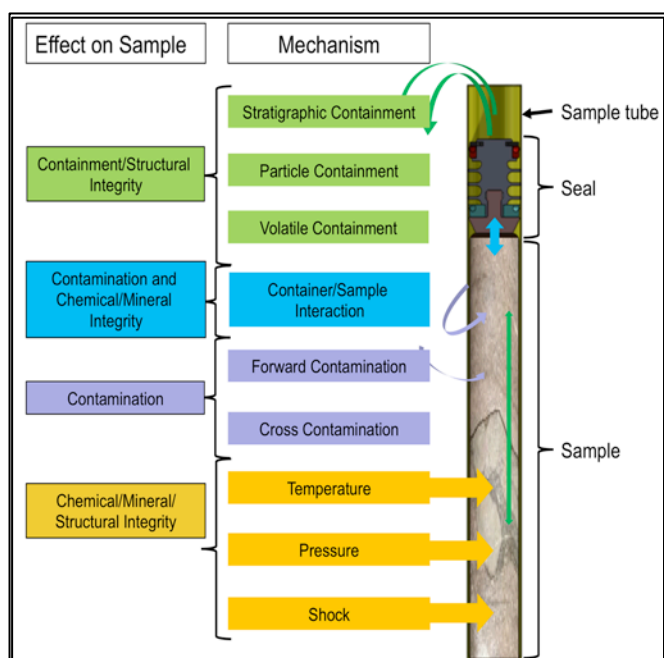 Effect on Sample
Mechanism
Stratigraphic Containment
Sample tube
Containment/Structural
Integrity
Particle Containment
Seal
Volatile Containment
Contamination and
Chemical/Mineral
Integrity
Container/Sample
Interaction
Forward Contamination
Contamination
Cross Contamination
Sample
Chemical/Mineral/
Structural Integrity
Temperature
Pressure
Shock